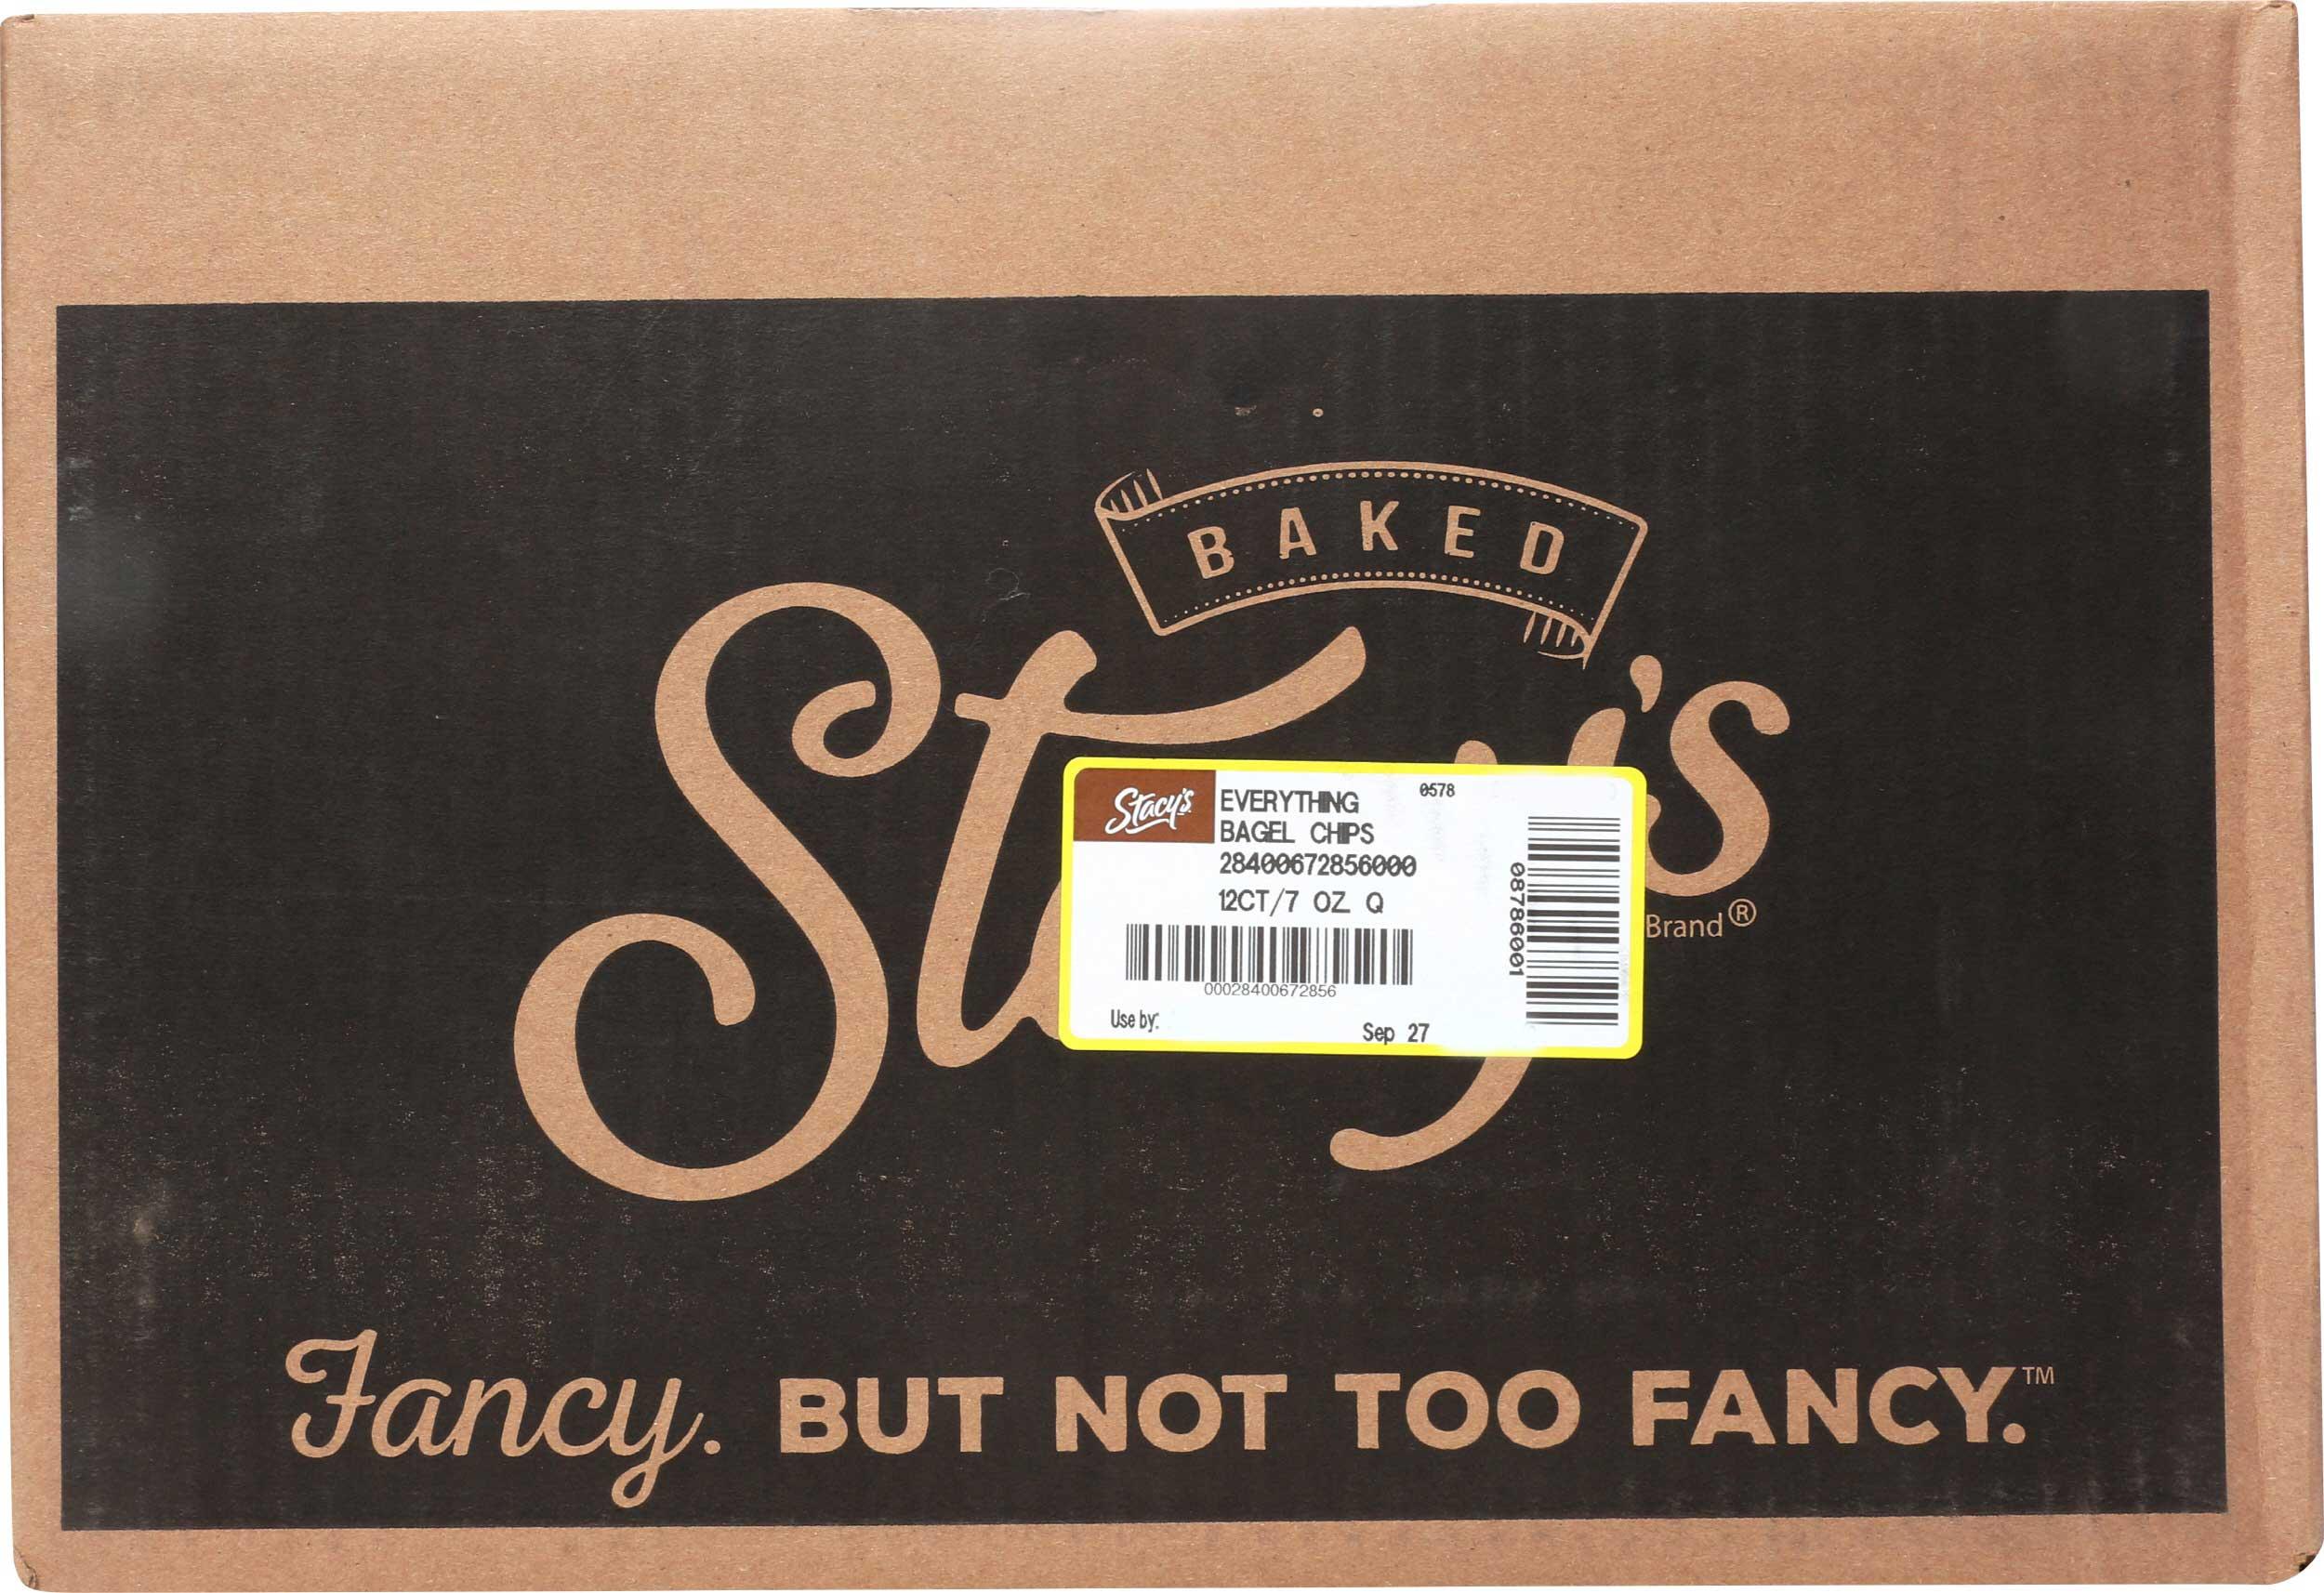 BAKED
Stacy's
Brand®
Stacy's
EVERYTHING 0578
BAGEL CHIPS
28400672856000
12CT/7 OZ Q
00028400672856
08786001
Use by: Sep 27
Fancy. BUT NOT TOO FANCY.™